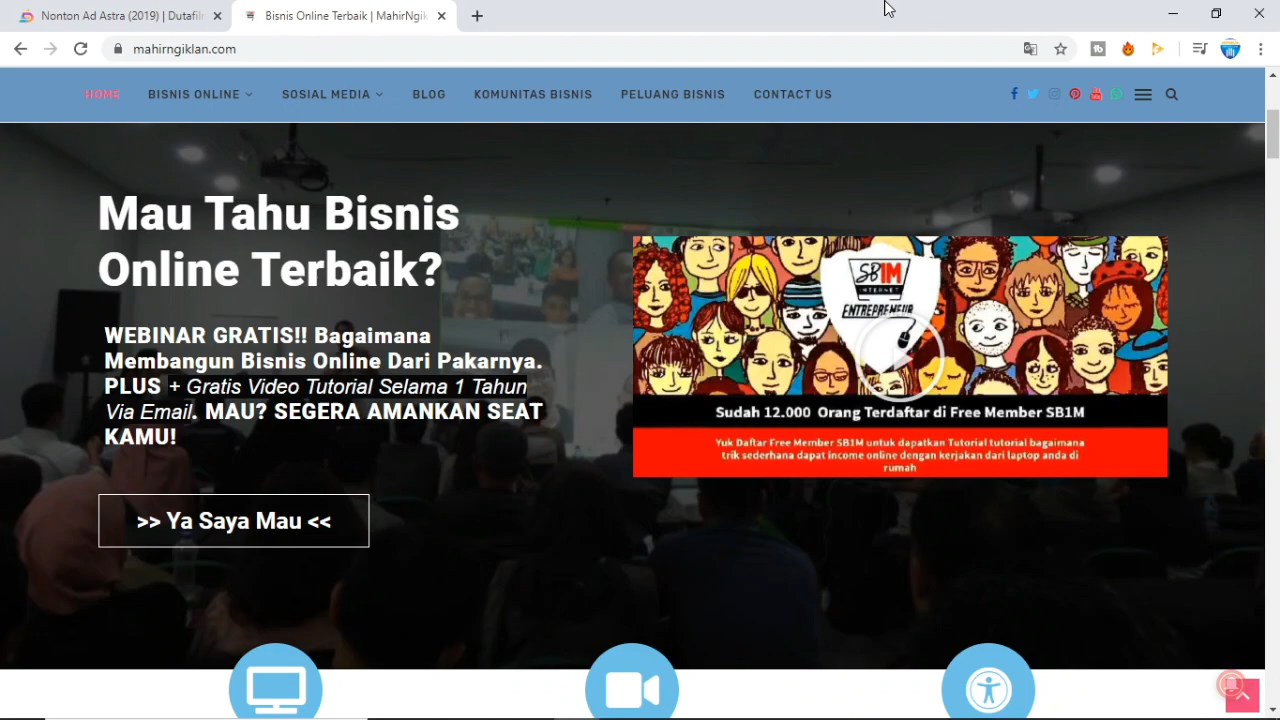 Nonton Ad Astra (2019) | Dutafil
Bisnis Online Terbaik | MahirNgik
mahirngiklan.com
HOME
BISNIS ONLINE
SOSIAL MEDIA
BLOG
KOMUNITAS BISNIS
PELUANG BISNIS
CONTACT US
Mau Tahu Bisnis
Online Terbaik?
WEBINAR GRATIS!! Bagaimana
Membangun Bisnis Online Dari Pakarnya.
PLUS + Gratis Video Tutorial Selama 1 Tahun
Via Email. MAU? SEGERA AMANKAN SEAT
KAMU!
>> Ya Saya Mau <<
SB1M
INTERNET
ENTREPRENEUR
Sudah 12.000 Orang Terdaftar di Free Member SB1M
Yuk Daftar Free Member SB1M untuk dapatkan Tutorial tutorial bagaimana
trik sederhana dapat income online dengan kerjakan dari laptop anda di
rumah